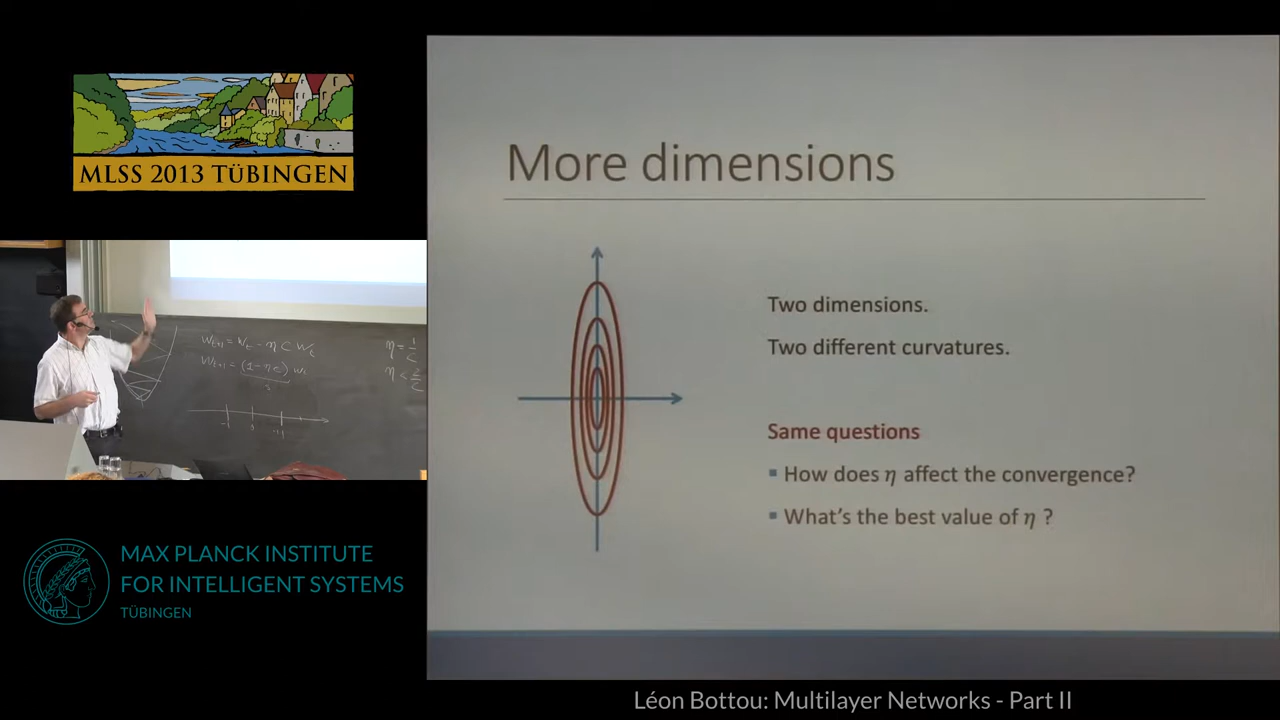 MLSS 2013 TÜBINGEN
More dimensions
Two dimensions.
Two different curvatures.
Same questions
▪ How does η affect the convergence?
▪ What's the best value of η ?
MAX PLANCK INSTITUTE
FOR INTELLIGENT SYSTEMS
TÜBINGEN
Léon Bottou: Multilayer Networks - Part II